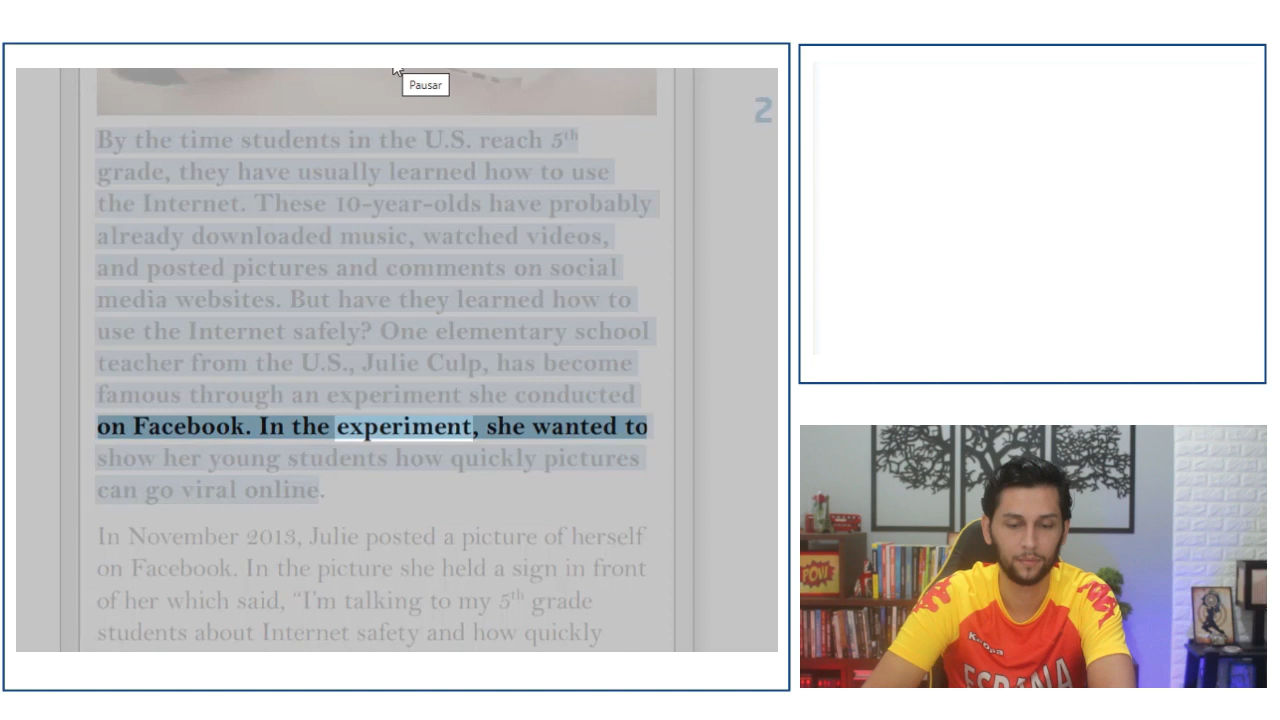 Pausar
2
By the time students in the U.S. reach 5th
grade, they have usually learned how to use
the Internet. These 10-year-olds have probably
already downloaded music, watched videos,
and posted pictures and comments on social
media websites. But have they learned how to
use the Internet safely? One elementary school
teacher from the U.S., Julie Culp, has become
famous through an experiment she conducted
on Facebook. In the experiment, she wanted to
show her young students how quickly pictures
can go viral online.
In November 2013, Julie posted a picture of herself
on Facebook. In the picture she held a sign in front
of her which said, “I'm talking to my 5th grade
students about Internet safety and how quickly
POW
Kappa
ESPAÑA